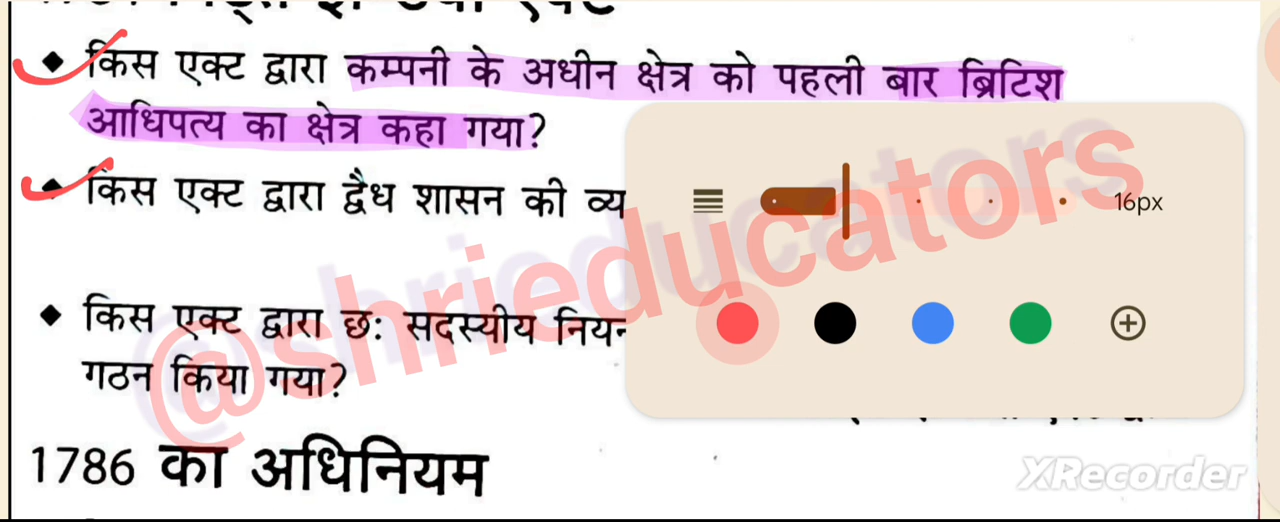 ◆ किस एक्ट द्वारा कम्पनी के अधीन क्षेत्र को पहली बार ब्रिटिश
आधिपत्य का क्षेत्र कहा गया?
◆ किस एक्ट द्वारा द्वैध शासन की व्य
16px
@shrieducators
◆ किस एक्ट द्वारा छः सदस्यीय नियन
गठन किया गया?
1786 का अधिनियम
XRecorder